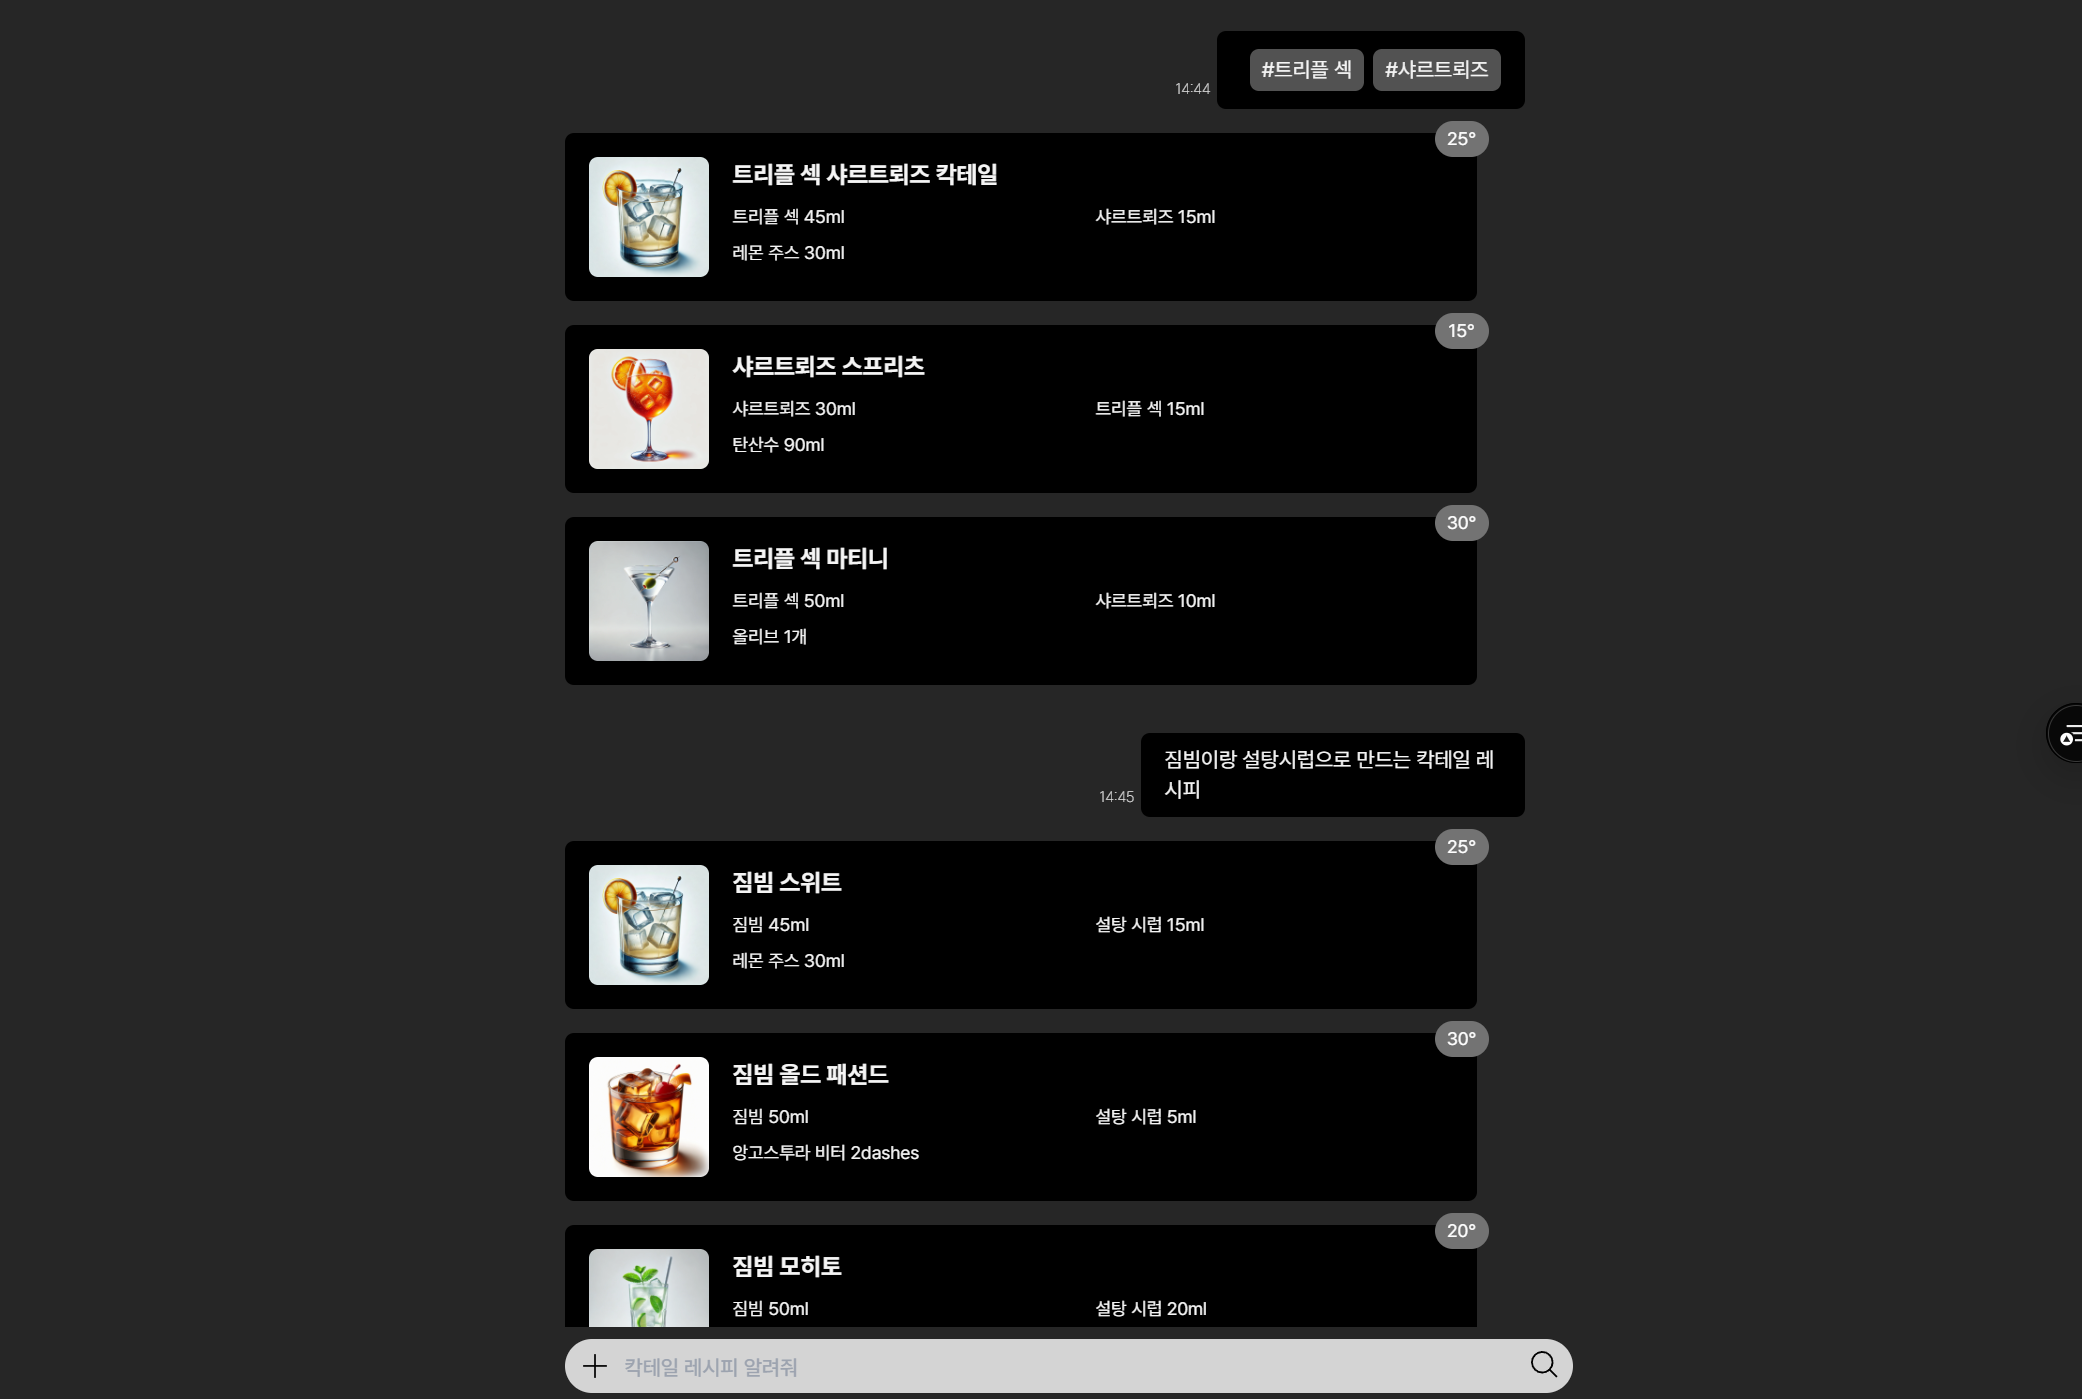 #트리플 섹 #샤르트뢰즈
14:44
25°
트리플 섹 샤르트뢰즈 칵테일
트리플 섹 45ml 샤르트뢰즈 15ml
레몬 주스 30ml
15°
샤르트뢰즈 스프리츠
샤르트뢰즈 30ml 트리플 섹 15ml
탄산수 90ml
30°
트리플 섹 마티니
트리플 섹 50ml 샤르트뢰즈 10ml
올리브 1개
짐빔이랑 설탕시럽으로 만드는 칵테일 레
시피
14:45
25°
짐빔 스위트
짐빔 45ml 설탕 시럽 15ml
레몬 주스 30ml
30°
짐빔 올드 패션드
짐빔 50ml 설탕 시럽 5ml
앙고스투라 비터 2dashes
20°
짐빔 모히토
짐빔 50ml 설탕 시럽 20ml
칵테일 레시피 알려줘